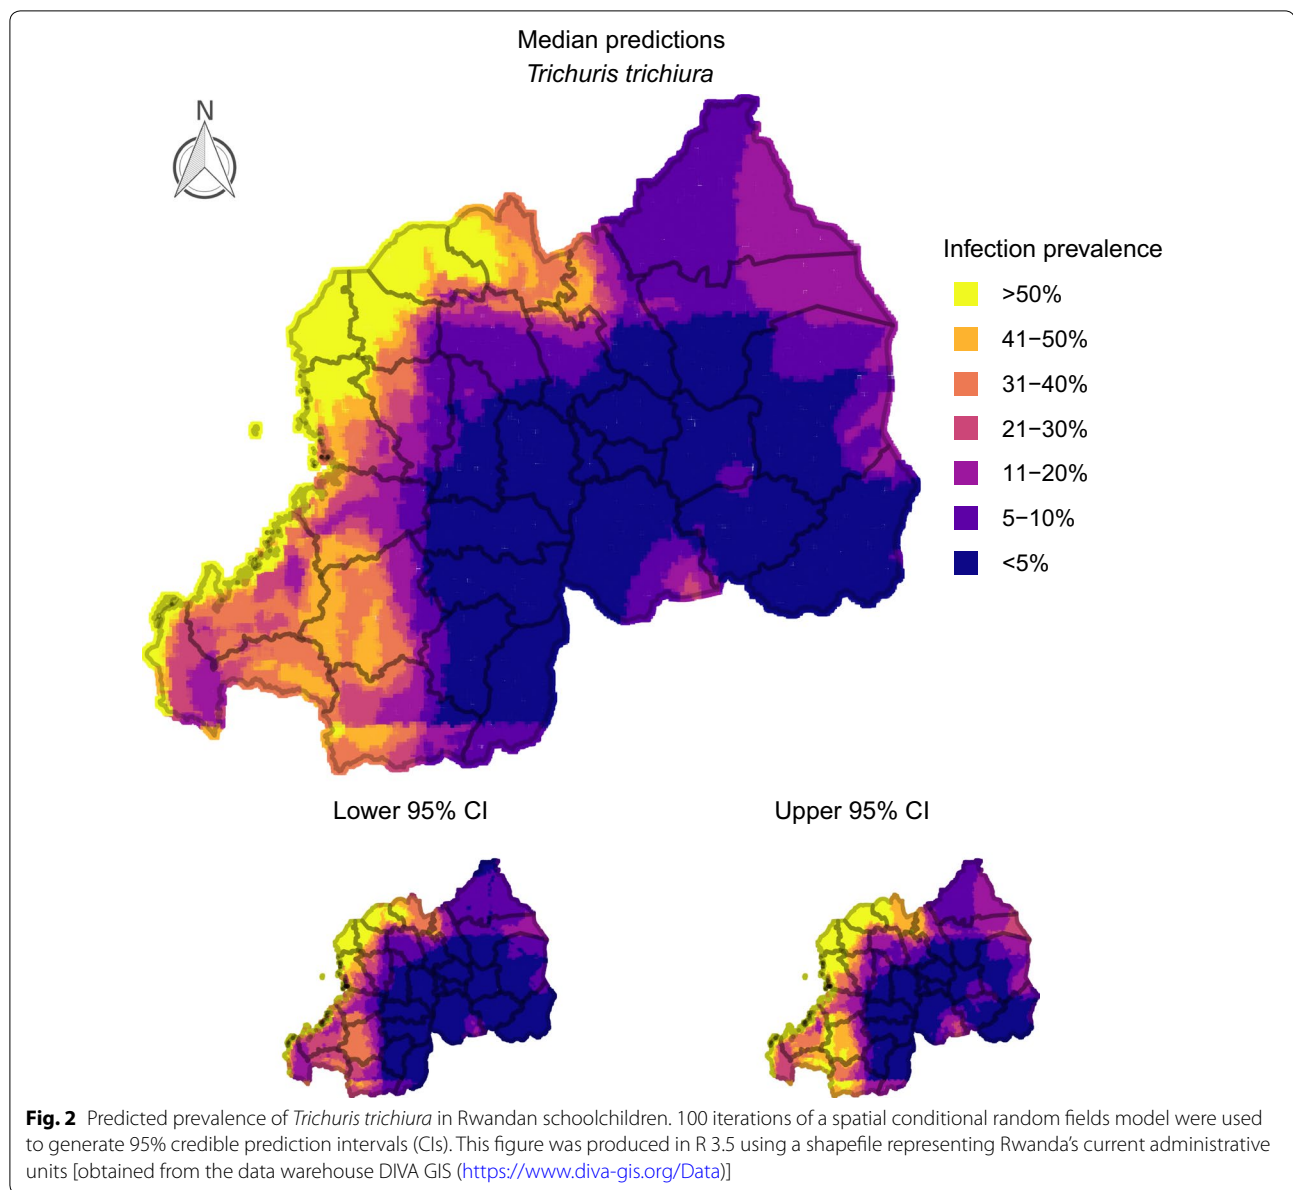 Median predictions
Trichuris trichiura
N
Infection prevalence
>50%
41−50%
31−40%
21−30%
11−20%
5−10%
<5%
Lower 95% CI
Upper 95% CI
Fig. 2 Predicted prevalence of Trichuris trichiura in Rwandan schoolchildren. 100 iterations of a spatial conditional random fields model were used
to generate 95% credible prediction intervals (CIs). This figure was produced in R 3.5 using a shapefile representing Rwanda’s current administrative
units [obtained from the data warehouse DIVA GIS (https://www.diva-gis.org/Data)]